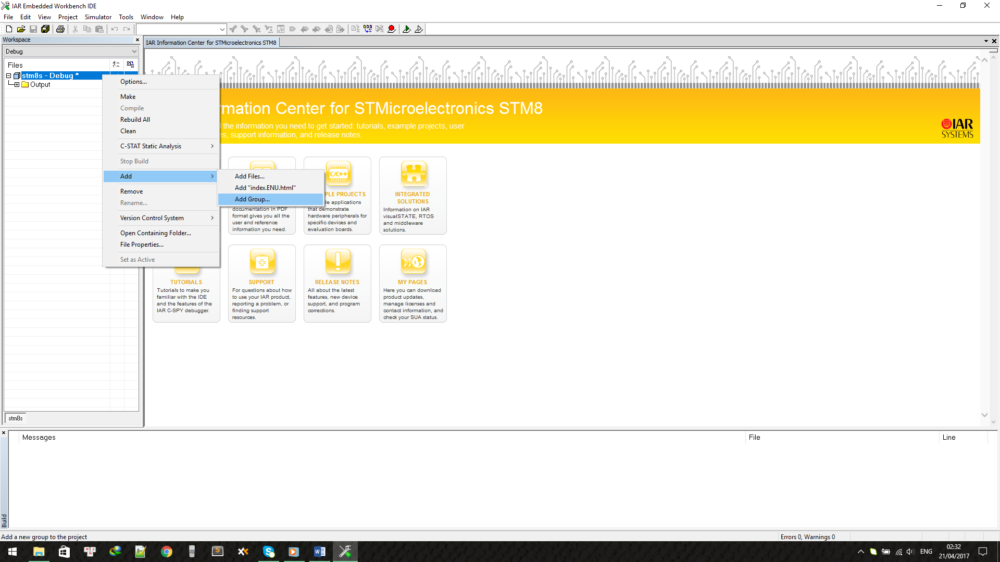 IAR Embedded Workbench IDE
File Edit View Project Simulator Tools Window Help
Workspace
IAR Information Center for STMicroelectronics STM8
Debug
Files
stm8s - Debug *
Output
Options...
Make
Compile
Rebuild All
Clean
C-STAT Static Analysis
Stop Build
Add
Remove
Rename...
Version Control System
Open Containing Folder...
File Properties...
Set as Active
Add Files...
Add "index.ENU.html"
Add Group...
rmation Center for STMicroelectronics STM8
l the information you need to get started: tutorials, example projects, user
es, support information, and release notes.
IAR
SYSTEMS
documentation in PDF
format gives you all the
user and reference
information you need.
C/C++
PLE PROJECTS
le applications
that demonstrate
hardware peripherals for
specific devices and
evaluation boards.
INTEGRATED
SOLUTIONS
Information on IAR
visualSTATE, RTOS
and middleware
solutions.
TUTORIALS
Tutorials to make you
familiar with the IDE
and the features of the
IAR C-SPY debugger.
SUPPORT
For questions about how
to use your IAR product,
reporting a problem, or
finding support
resources.
RELEASE NOTES
All about the latest
features, new device
support, and program
corrections.
MY PAGES
Here you can download
product updates,
manage licenses and
contact information, and
check your SUA status.
stm8s
Messages File Line
Build
Add a new group to the project
Errors 0, Warnings 0
ENG
02:32
21/04/2017